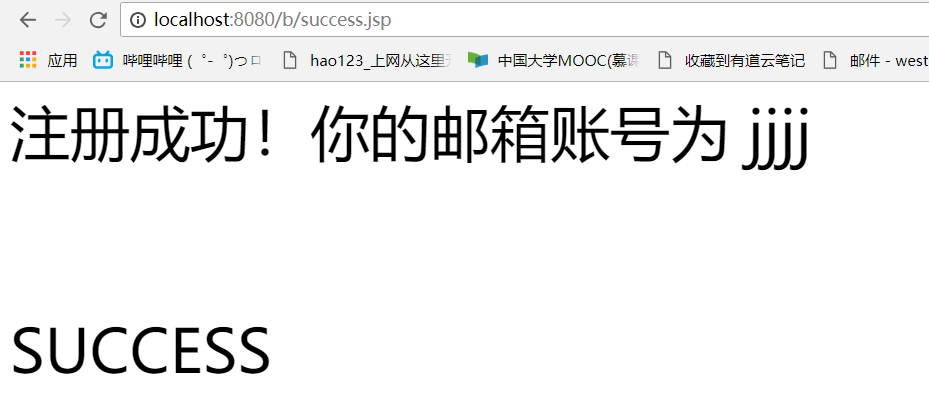 localhost:8080/b/success.jsp
应用 哔哩哔哩 ( ゜- ゜)つロ hao123_上网从这里 中国大学MOOC(慕课 收藏到有道云笔记 邮件 - west
注册成功！你的邮箱账号为 jjjj
SUCCESS